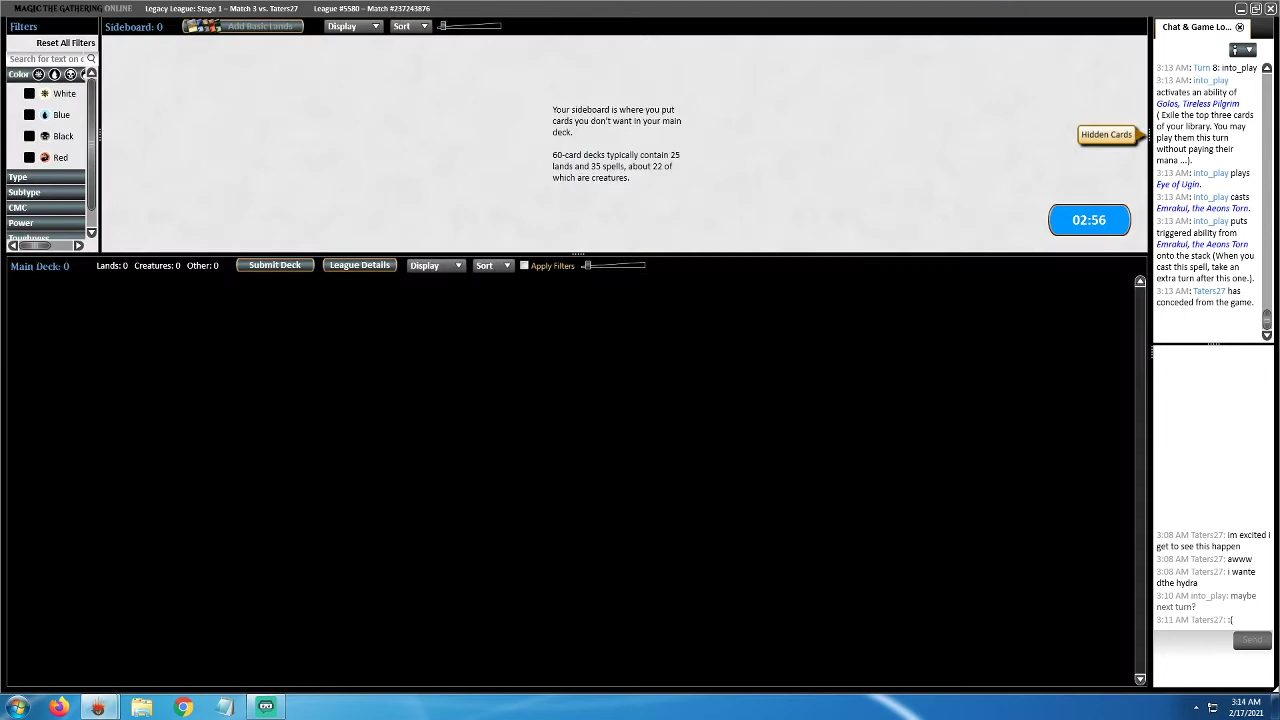 MAGIC THE GATHERING ONLINE Legacy League: Stage 1 – Match 3 vs. Taters27 League #5580 – Match #237243876
Filters
Reset All Filters
Search for text on c
Color
White
Blue
Black
Red
Type
Subtype
CMC
Power
Sideboard: 0 Add Basic Lands Display Sort
Your sideboard is where you put
cards you don't want in your main
deck.
60-card decks typically contain 25
lands and 35 spells, about 22 of
which are creatures.
Hidden Cards
02:56
Main Deck: 0 Lands: 0 Creatures: 0 Other: 0 Submit Deck League Details Display Sort Apply Filters
Chat & Game Lo...
3:13 AM: Turn 8: into_play
3:13 AM: into_play
activates an ability of
Golos, Tireless Pilgrim
( Exile the top three cards
of your library. You may
play them this turn
without paying their
mana ...).
3:13 AM: into_play plays
Eye of Ugin.
3:13 AM: into_play casts
Emrakul, the Aeons Torn.
3:13 AM: into_play puts
triggered ability from
Emrakul, the Aeons Torn
onto the stack (When you
cast this spell, take an
extra turn after this one.).
3:13 AM: Taters27 has
conceded from the game.
3:08 AM Taters27: im excited i
get to see this happen
3:08 AM Taters27: awww
3:08 AM Taters27: i wante
dthe hydra
3:10 AM into_play: maybe
next turn?
3:11 AM Taters27: :(
Send
3:14 AM
2/17/2021